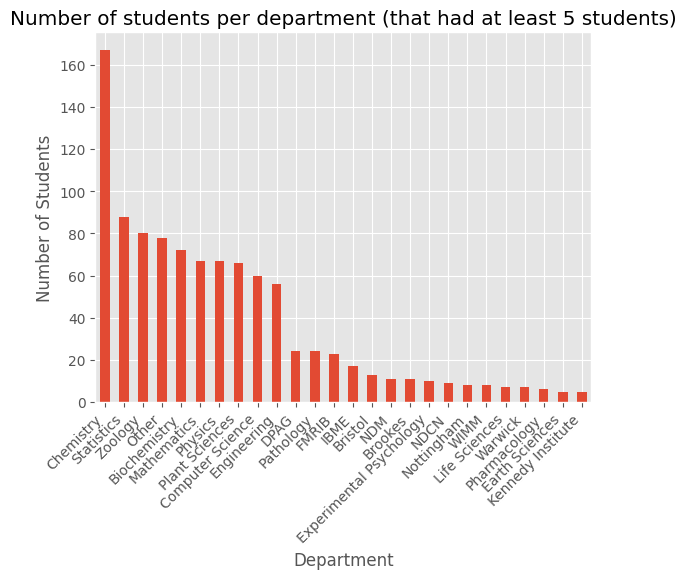 Number of students per department (that had at least 5 students)
Number of Students
160
140
120
100
80
60
40
20
0
Chemistry
Statistics
Zoology
Other
Biochemistry
Mathematics
Physics
Plant Sciences
Computer Science
Engineering
DPAG
Pathology
FMRIB
IBME
Bristol
NDM
Brookes
Experimental Psychology
NDCN
Nottingham
WIMM
Life Sciences
Warwick
Pharmacology
Earth Sciences
Kennedy Institute
Department